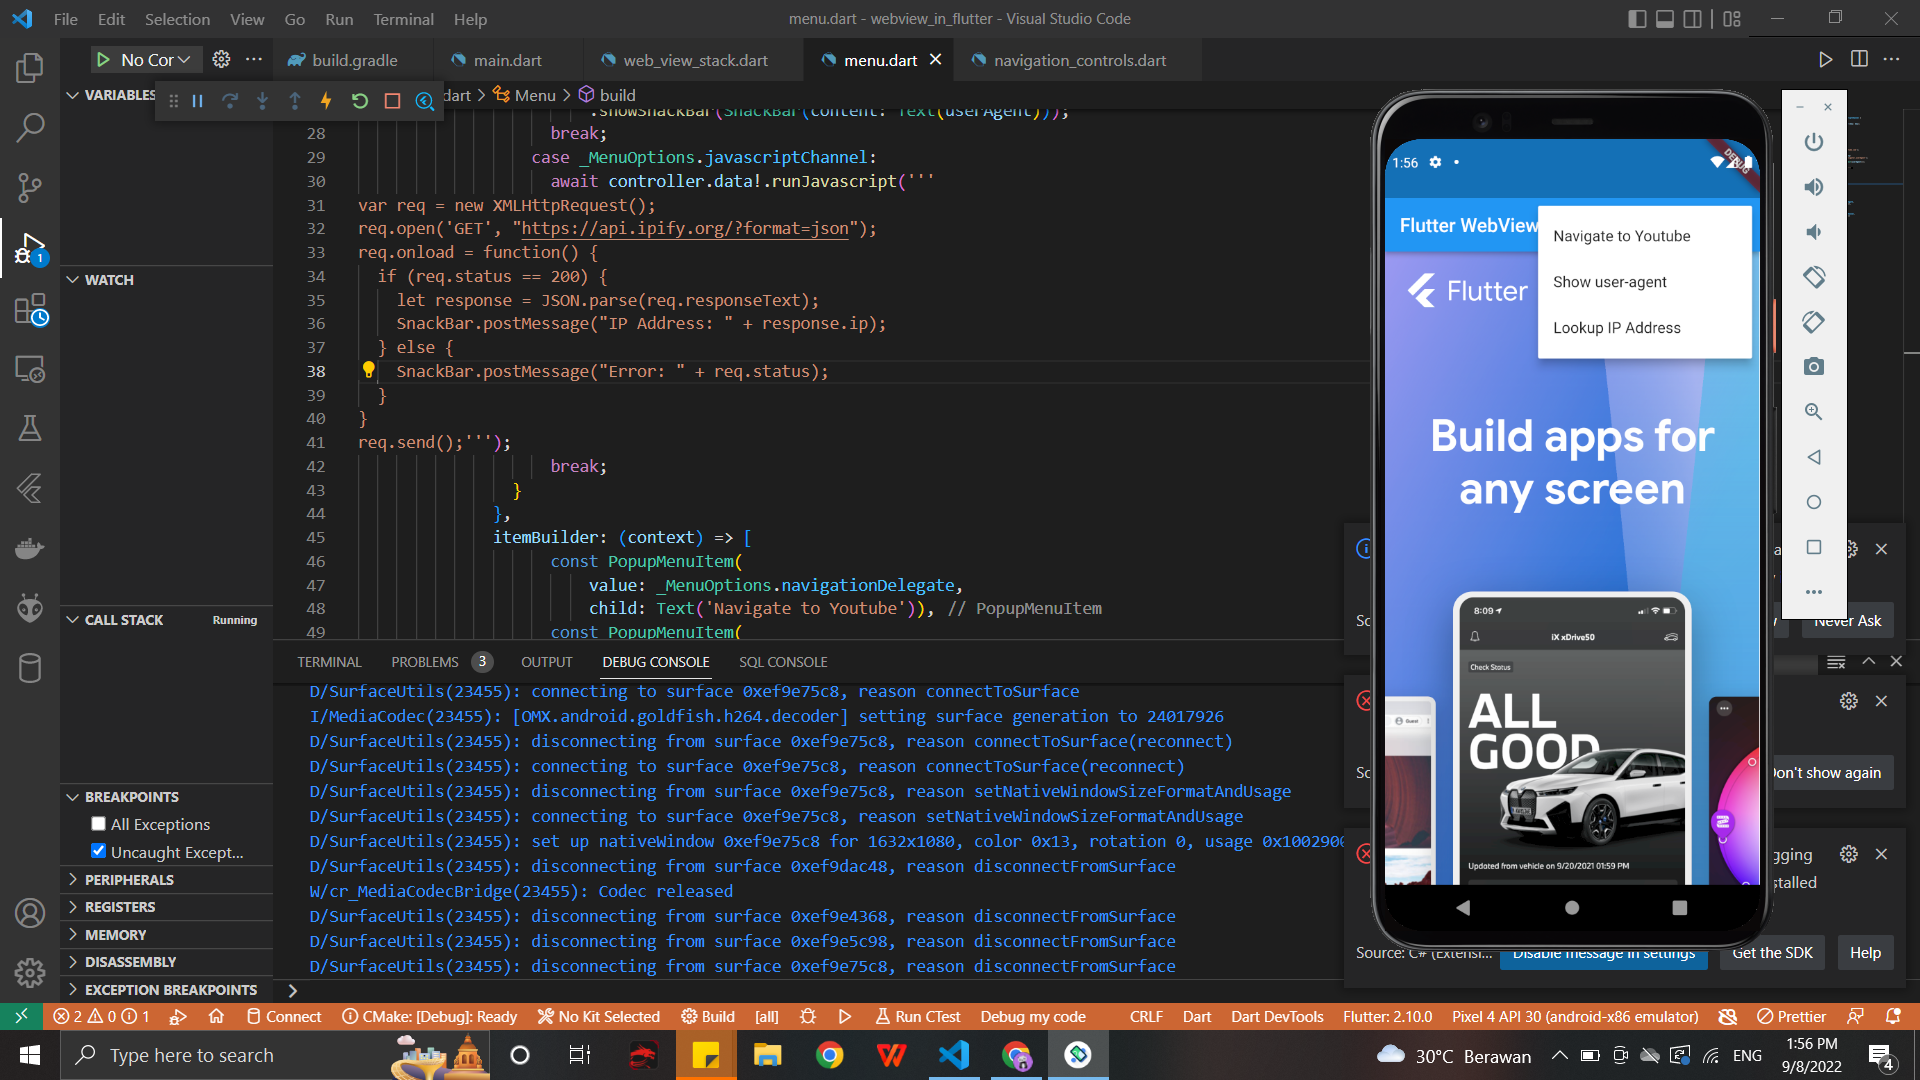 File Edit Selection View Go Run Terminal Help
menu.dart - webview_in_flutter - Visual Studio Code
No Cor
build.gradle
main.dart
web_view_stack.dart
menu.dart
navigation_controls.dart
VARIABLES
dart > Menu > build
.showSnackBar(SnackBar(content: Text(userAgent)));
28 break;
29 case _MenuOptions.javascriptChannel:
30 await controller.data!.runJavascript('''
31 var req = new XMLHttpRequest();
32 req.open('GET', "https://api.ipify.org/?format=json");
33 req.onload = function() {
34 if (req.status == 200) {
35 let response = JSON.parse(req.responseText);
36 SnackBar.postMessage("IP Address: " + response.ip);
37 } else {
38 SnackBar.postMessage("Error: " + req.status);
39 }
40 }
41 req.send();''');
42 break;
43 }
44 },
45 itemBuilder: (context) => [
46 const PopupMenuItem(
47 value: _MenuOptions.navigationDelegate,
48 child: Text('Navigate to Youtube')), // PopupMenuItem
49 const PopupMenuItem(
WATCH
CALL STACK Running
BREAKPOINTS
All Exceptions
Uncaught Except...
PERIPHERALS
REGISTERS
MEMORY
DISASSEMBLY
EXCEPTION BREAKPOINTS
1
TERMINAL PROBLEMS 3 OUTPUT DEBUG CONSOLE SQL CONSOLE
D/SurfaceUtils(23455): connecting to surface 0xef9e75c8, reason connectToSurface
I/MediaCodec(23455): [OMX.android.goldfish.h264.decoder] setting surface generation to 24017926
D/SurfaceUtils(23455): disconnecting from surface 0xef9e75c8, reason connectToSurface(reconnect)
D/SurfaceUtils(23455): connecting to surface 0xef9e75c8, reason connectToSurface(reconnect)
D/SurfaceUtils(23455): disconnecting from surface 0xef9e75c8, reason setNativeWindowSizeFormatAndUsage
D/SurfaceUtils(23455): connecting to surface 0xef9e75c8, reason setNativeWindowSizeFormatAndUsage
D/SurfaceUtils(23455): set up nativeWindow 0xef9e75c8 for 1632x1080, color 0x13, rotation 0, usage 0x1002900
D/SurfaceUtils(23455): disconnecting from surface 0xef9dac48, reason disconnectFromSurface
W/cr_MediaCodecBridge(23455): Codec released
D/SurfaceUtils(23455): disconnecting from surface 0xef9e4368, reason disconnectFromSurface
D/SurfaceUtils(23455): disconnecting from surface 0xef9e5c98, reason disconnectFromSurface
D/SurfaceUtils(23455): disconnecting from surface 0xef9e75c8, reason disconnectFromSurface
1:56
DEBUG
Flutter WebView
Navigate to Youtube
Show user-agent
Lookup IP Address
Flutter
Build apps for
any screen
8:09
iX xDrive50
Check Status
ALL
GOOD
Updated from vehicle on 9/20/2021 01:59 PM
Guest
Never Ask
Don't show again
gging
stalled
Source: C# (Extensi...
Disable message in settings
Get the SDK
Help
2 0 1 Connect CMake: [Debug]: Ready No Kit Selected Build [all] Run CTest Debug my code CRLF Dart Dart DevTools Flutter: 2.10.0 Pixel 4 API 30 (android-x86 emulator) Prettier
Type here to search
30°C Berawan
ENG
1:56 PM
9/8/2022
4